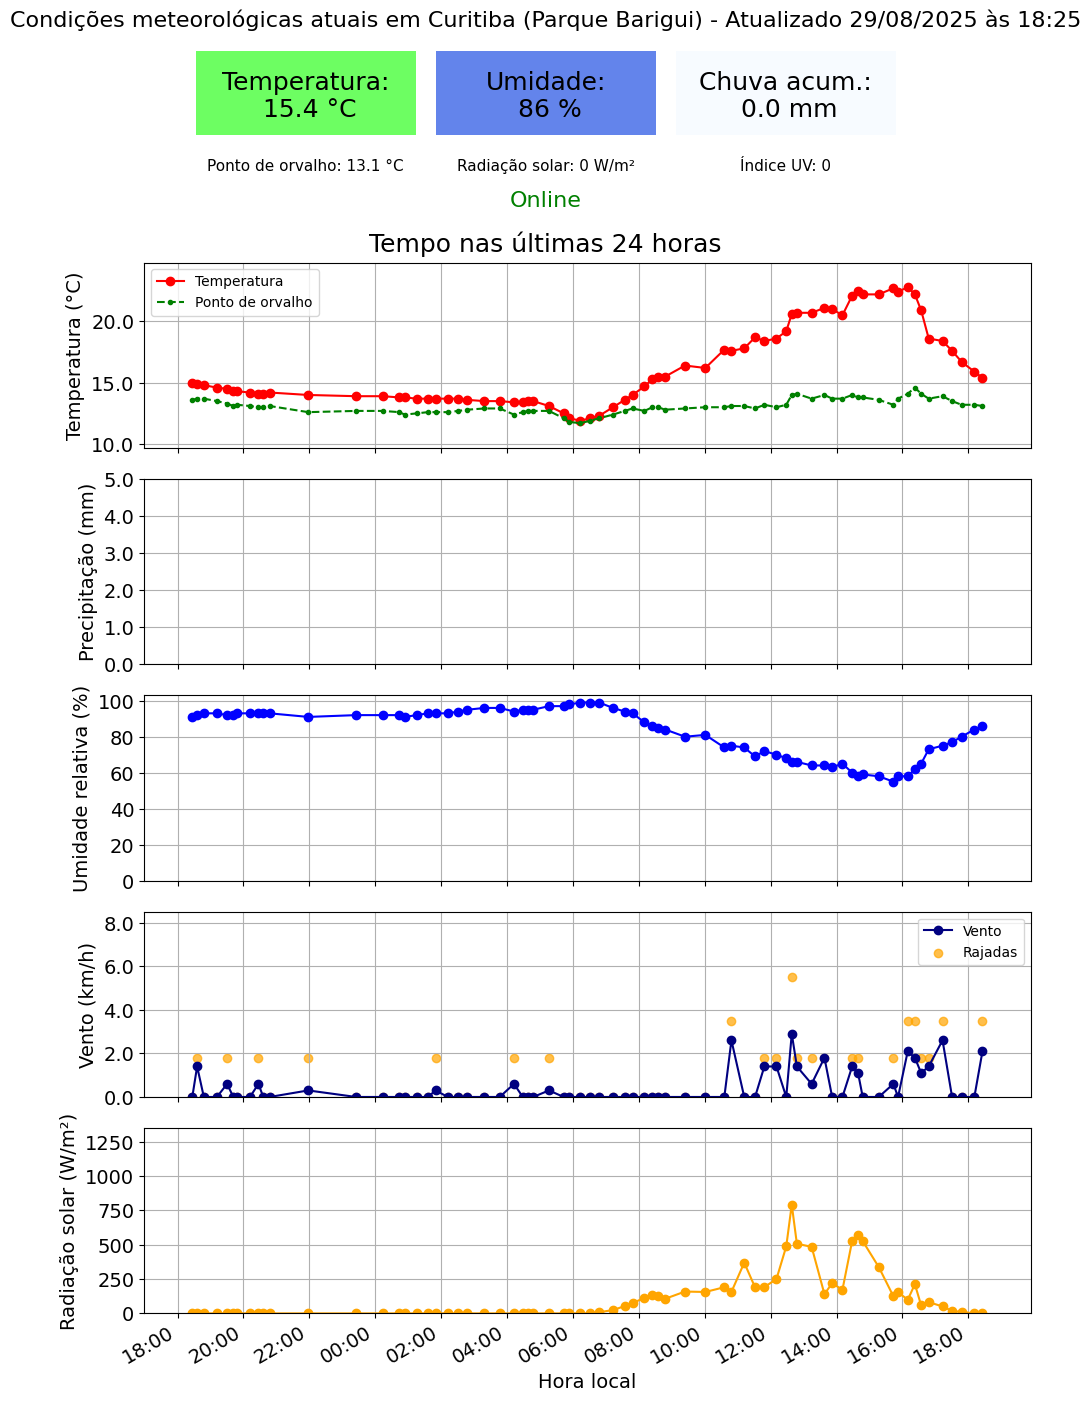 Condições meteorológicas atuais em Curitiba (Parque Barigui) - Atualizado 29/08/2025 às 18:25
Temperatura:
15.4 °C
Umidade:
86 %
Chuva acum.:
0.0 mm
Ponto de orvalho: 13.1 °C
Radiação solar: 0 W/m²
Índice UV: 0
Online
Tempo nas últimas 24 horas
Temperatura (°C)
20.0
15.0
10.0
Temperatura
Ponto de orvalho
Precipitação (mm)
5.0
4.0
3.0
2.0
1.0
0.0
Umidade relativa (%)
100
80
60
40
20
0
Vento (km/h)
8.0
6.0
4.0
2.0
0.0
Vento
Rajadas
Radiação solar (W/m²)
1250
1000
750
500
250
0
18:00
20:00
22:00
00:00
02:00
04:00
06:00
08:00
10:00
12:00
14:00
16:00
18:00
Hora local